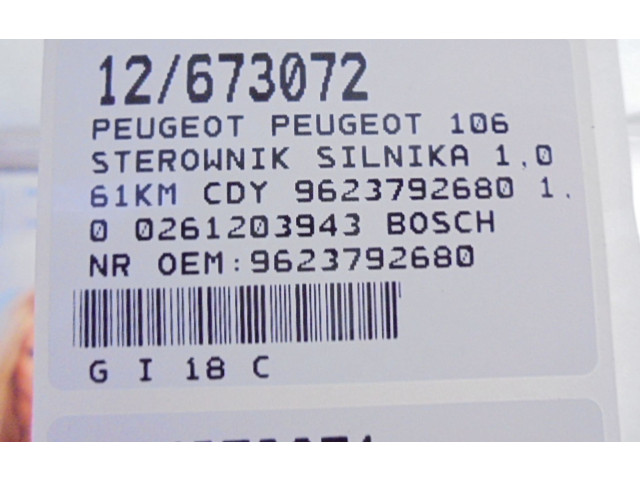 12/673072
PEUGEOT PEUGEOT 106
STEROWNIK SILNIKA 1,0
61KM CDY 9623792680 1.
0 0261203943 BOSCH
NR OEM:9623792680
G I 18 C